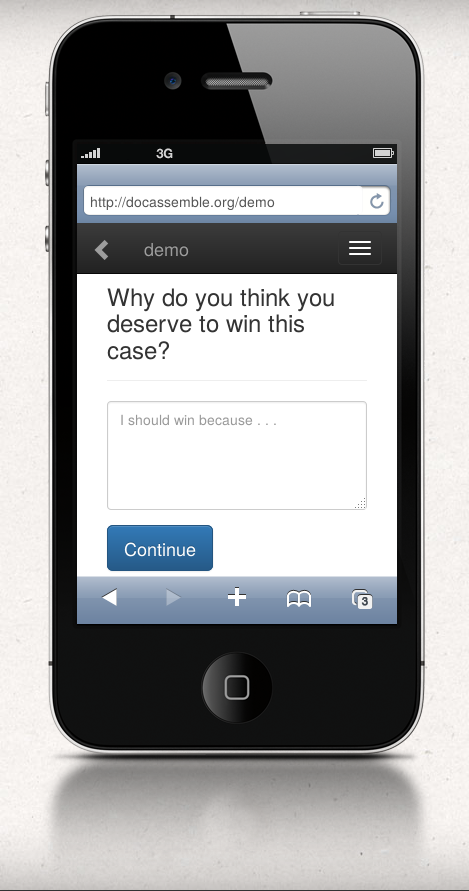 3G
http://docassemble.org/demo
demo
Why do you think you
deserve to win this
case?
I should win because . . .
Continue
3